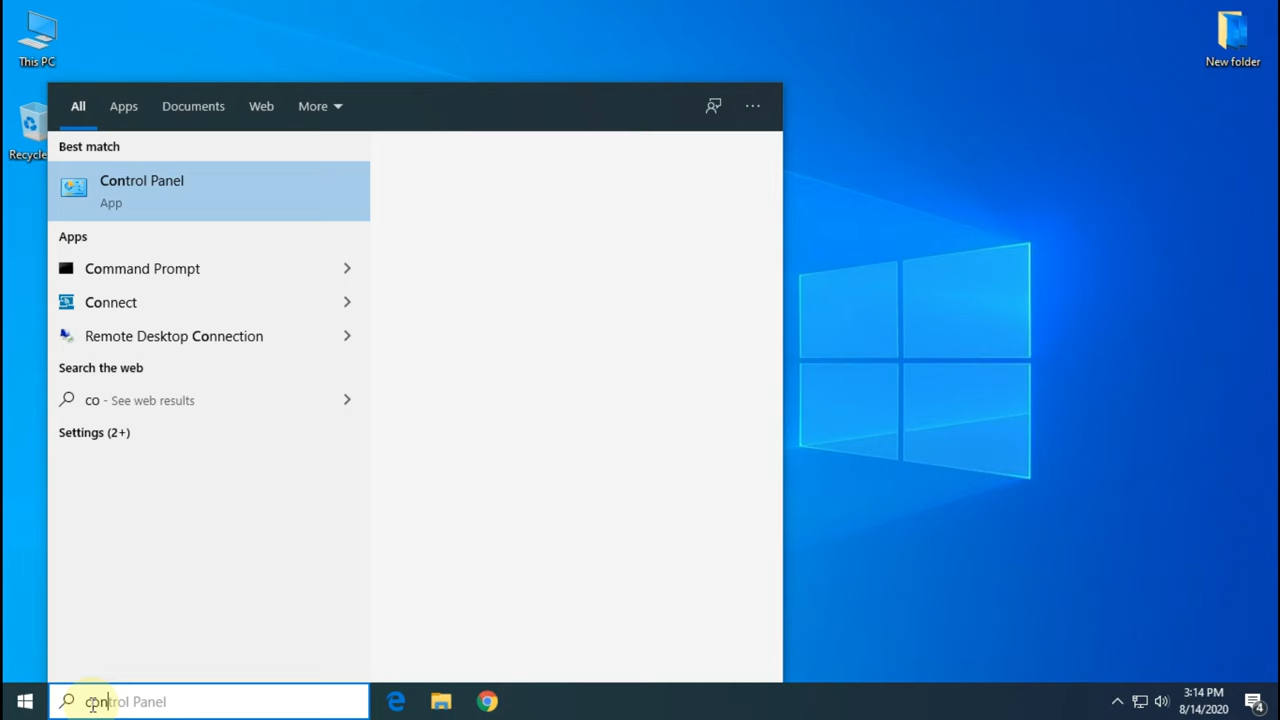 This PC
New folder
Recycle
All Apps Documents Web More
Best match
Control Panel
App
Apps
Command Prompt
Connect
Remote Desktop Connection
Search the web
co - See web results
Settings (2+)
control Panel
3:14 PM
8/14/2020
4